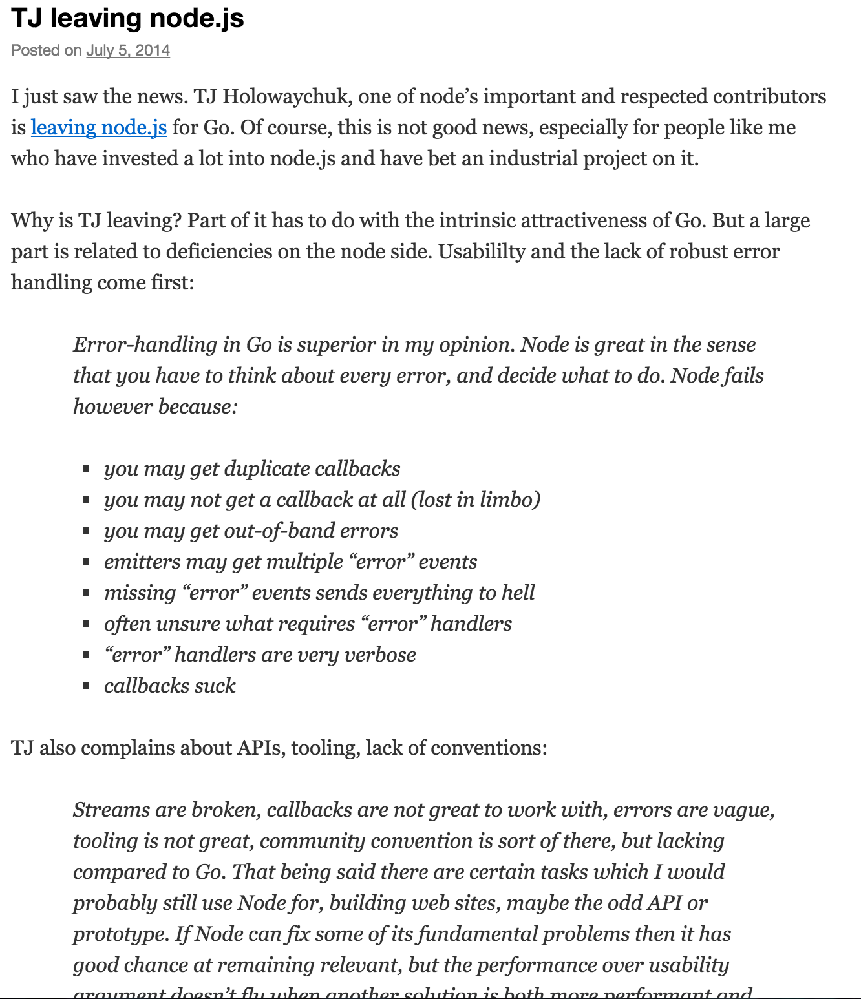 TJ leaving node.js
Posted on July 5, 2014
I just saw the news. TJ Holowaychuk, one of node’s important and respected contributors
is leaving node.js for Go. Of course, this is not good news, especially for people like me
who have invested a lot into node.js and have bet an industrial project on it.
Why is TJ leaving? Part of it has to do with the intrinsic attractiveness of Go. But a large
part is related to deficiencies on the node side. Usabililty and the lack of robust error
handling come first:
Error-handling in Go is superior in my opinion. Node is great in the sense
that you have to think about every error, and decide what to do. Node fails
however because:
▪ you may get duplicate callbacks
▪ you may not get a callback at all (lost in limbo)
▪ you may get out-of-band errors
▪ emitters may get multiple “error” events
▪ missing “error” events sends everything to hell
▪ often unsure what requires “error” handlers
▪ “error” handlers are very verbose
▪ callbacks suck
TJ also complains about APIs, tooling, lack of conventions:
Streams are broken, callbacks are not great to work with, errors are vague,
tooling is not great, community convention is sort of there, but lacking
compared to Go. That being said there are certain tasks which I would
probably still use Node for, building web sites, maybe the odd API or
prototype. If Node can fix some of its fundamental problems then it has
good chance at remaining relevant, but the performance over usability
argument doesn’t fly when another solution is both more performant and